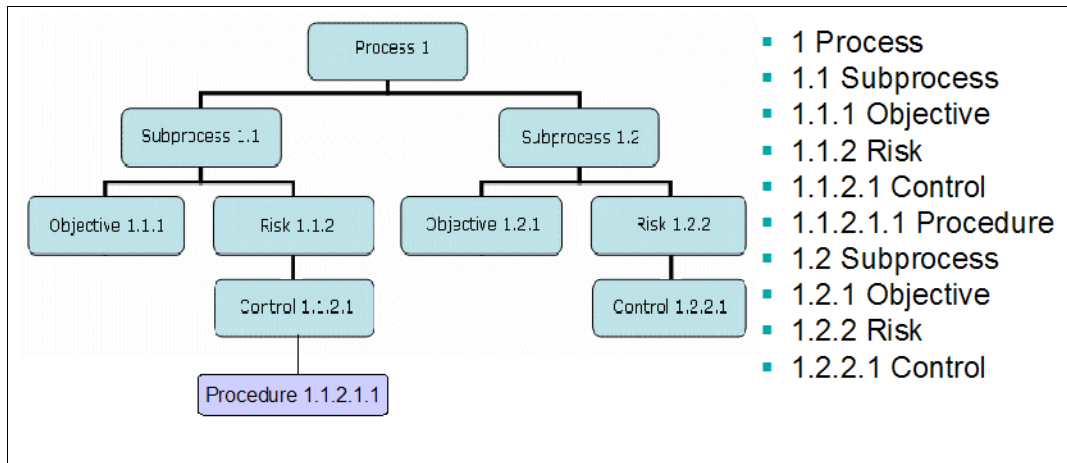 Process 1
Subprocess 1.1
Subprocess 1.2
Objective 1.1.1
Risk 1.1.2
Objective 1.2.1
Risk 1.2.2
Control 1.1.2.1
Control 1.2.2.1
Procedure 1.1.2.1.1
1 Process
1.1 Subprocess
1.1.1 Objective
1.1.2 Risk
1.1.2.1 Control
1.1.2.1.1 Procedure
1.2 Subprocess
1.2.1 Objective
1.2.2 Risk
1.2.2.1 Control